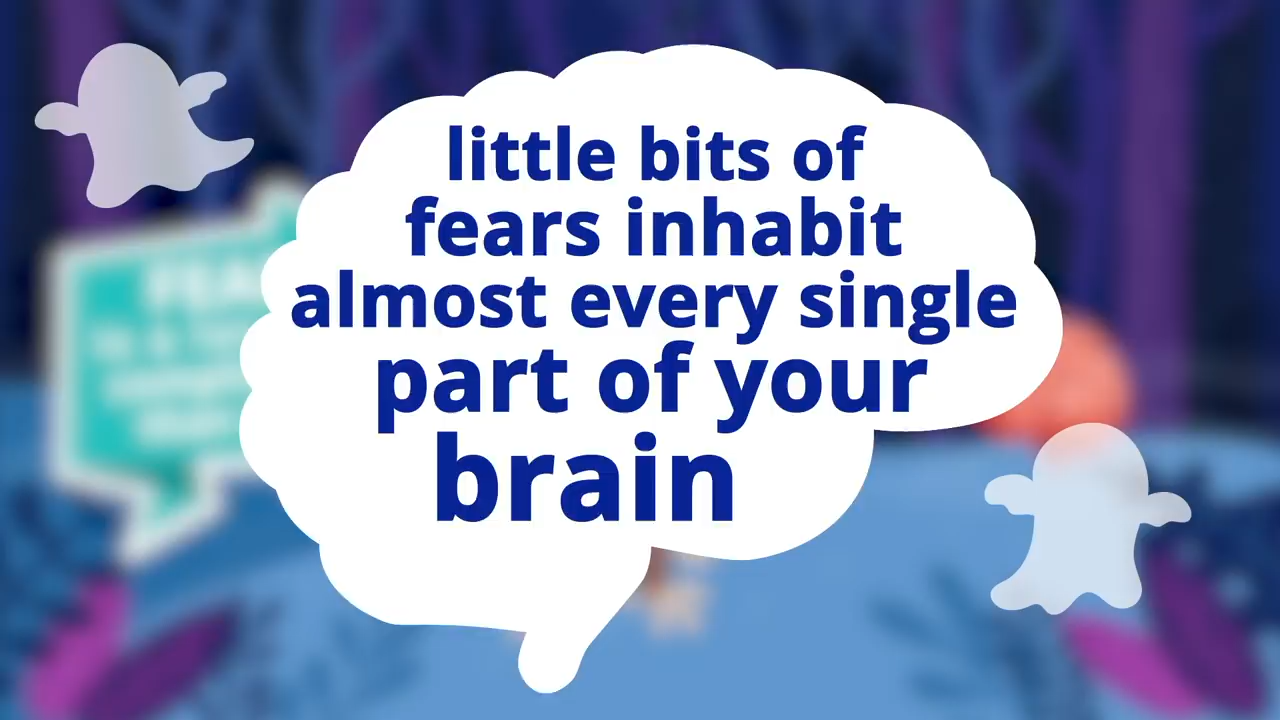 little bits of
fears inhabit
almost every single
part of your
brain